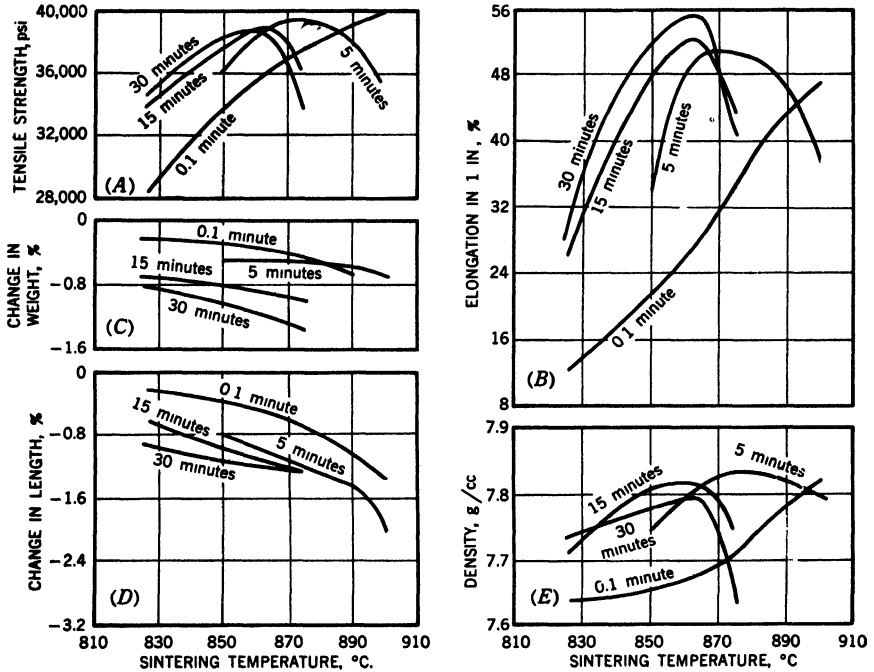 40,000
36,000
32,000
28,000
TENSILE STRENGTH, psi
30 minutes
15 minutes
0.1 minute
5 minutes
(A)
0
−0.8
−1.6
CHANGE IN
WEIGHT, %
0.1 minute
15 minutes
5 minutes
30 minutes
(C)
0
−0.8
−1.6
−2.4
−3.2
CHANGE IN LENGTH, %
0 1 minute
15 minutes
5 minutes
30 minutes
(D)
810 830 850 870 890 910
SINTERING TEMPERATURE, °C.
56
48
40
32
24
16
8
ELONGATION IN 1 IN, %
30 minutes
15 minutes
5 minutes
0 1 minute
(B)
7.9
7.8
7.7
7.6
DENSITY, g/cc
15 minutes
5 minutes
30
minutes
0.1 minute
(E)
810 830 850 870 890 910
SINTERING TEMPERATURE, °C